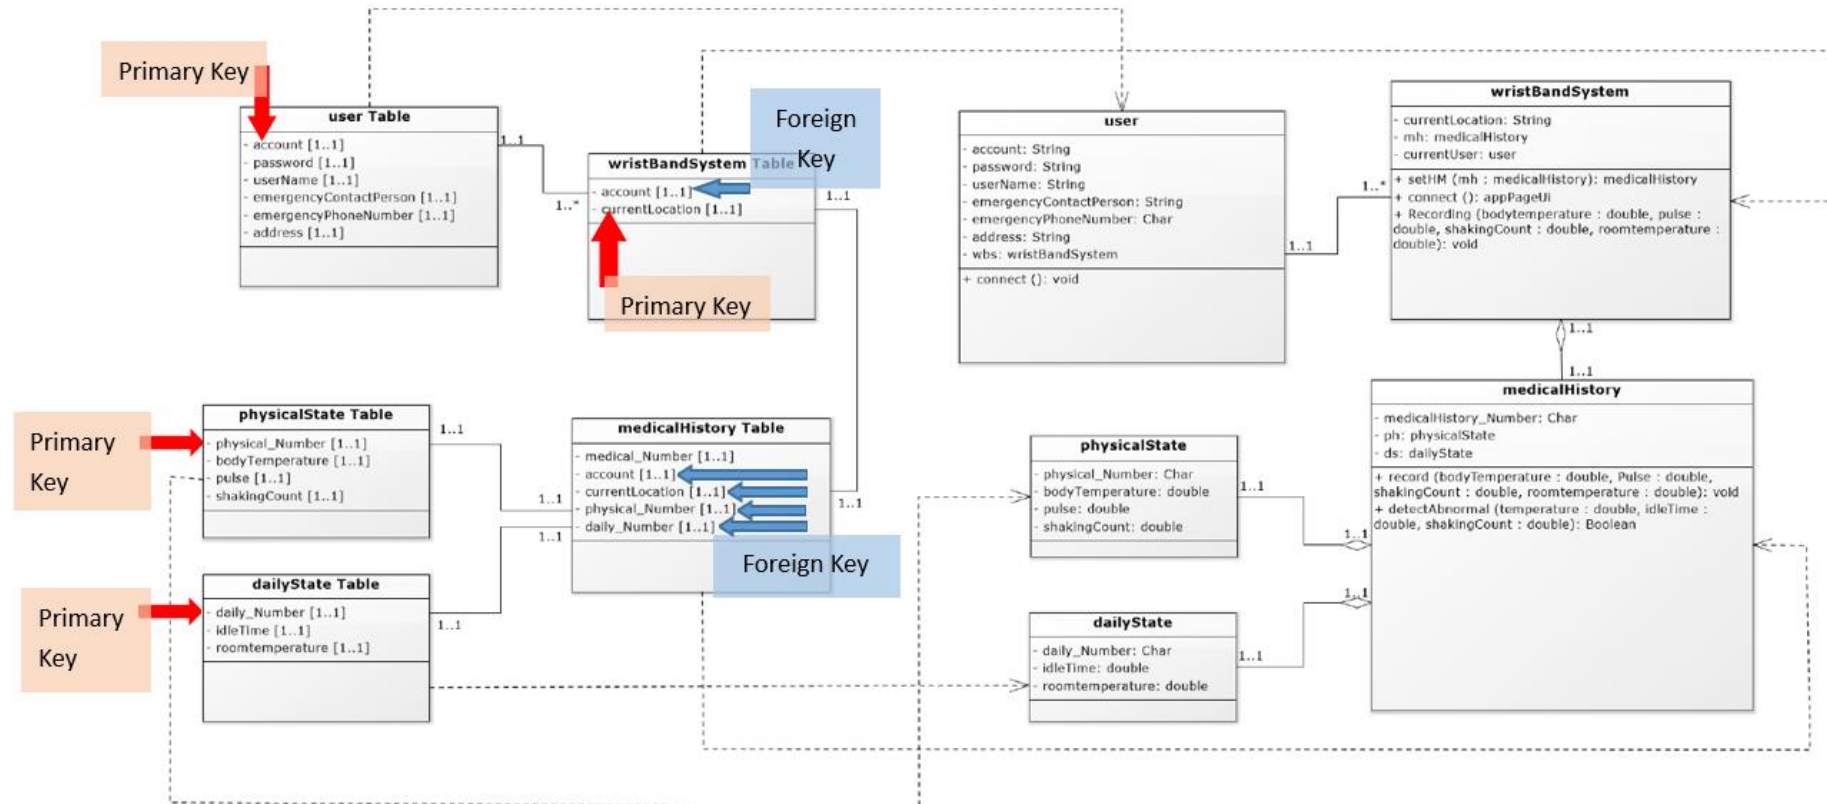 Primary Key
user Table
- account [1..1]
- password [1..1]
- userName [1..1]
- emergencyContactPerson [1..1]
- emergencyPhoneNumber [1..1]
- address [1..1]
1..1
1..*
Foreign
Key
wristBandSystem Table
- account [1..1]
- currentLocation [1..1]
Primary Key
1..1
1..1
user
- account: String
- password: String
- userName: String
- emergencyContactPerson: String
- emergencyPhoneNumber: Char
- address: String
- wbs: wristBandSystem
+ connect (): void
1..1
1..*
wristBandSystem
- currentLocation: String
- mh: medicalHistory
- currentUser: user
+ setHM (mh : medicalHistory): medicalHistory
+ connect (): appPageUi
+ Recording (bodytemperature : double, pulse :
double, shakingCount : double, roomtemperature :
double): void
1..1
1..1
Primary
Key
physicalState Table
- physical_Number [1..1]
- bodyTemperature [1..1]
- pulse [1..1]
- shakingCount [1..1]
1..1
1..1
medicalHistory Table
- medical_Number [1..1]
- account [1..1]
- currentLocation [1..1]
- physical_Number [1..1]
- daily_Number [1..1]
Foreign Key
Primary
Key
dailyState Table
- daily_Number [1..1]
- idleTime [1..1]
- roomtemperature [1..1]
1..1
1..1
physicalState
- physical_Number: Char
- bodyTemperature: double
- pulse: double
- shakingCount: double
1..1
1..1
dailyState
- daily_Number: Char
- idleTime: double
- roomtemperature: double
1..1
1..1
medicalHistory
- medicalHistory_Number: Char
- ph: physicalState
- ds: dailyState
+ record (bodyTemperature : double, Pulse : double,
shakingCount : double, roomtemperature : double): void
+ detectAbnormal (temperature : double, idleTime :
double, shakingCount : double): Boolean